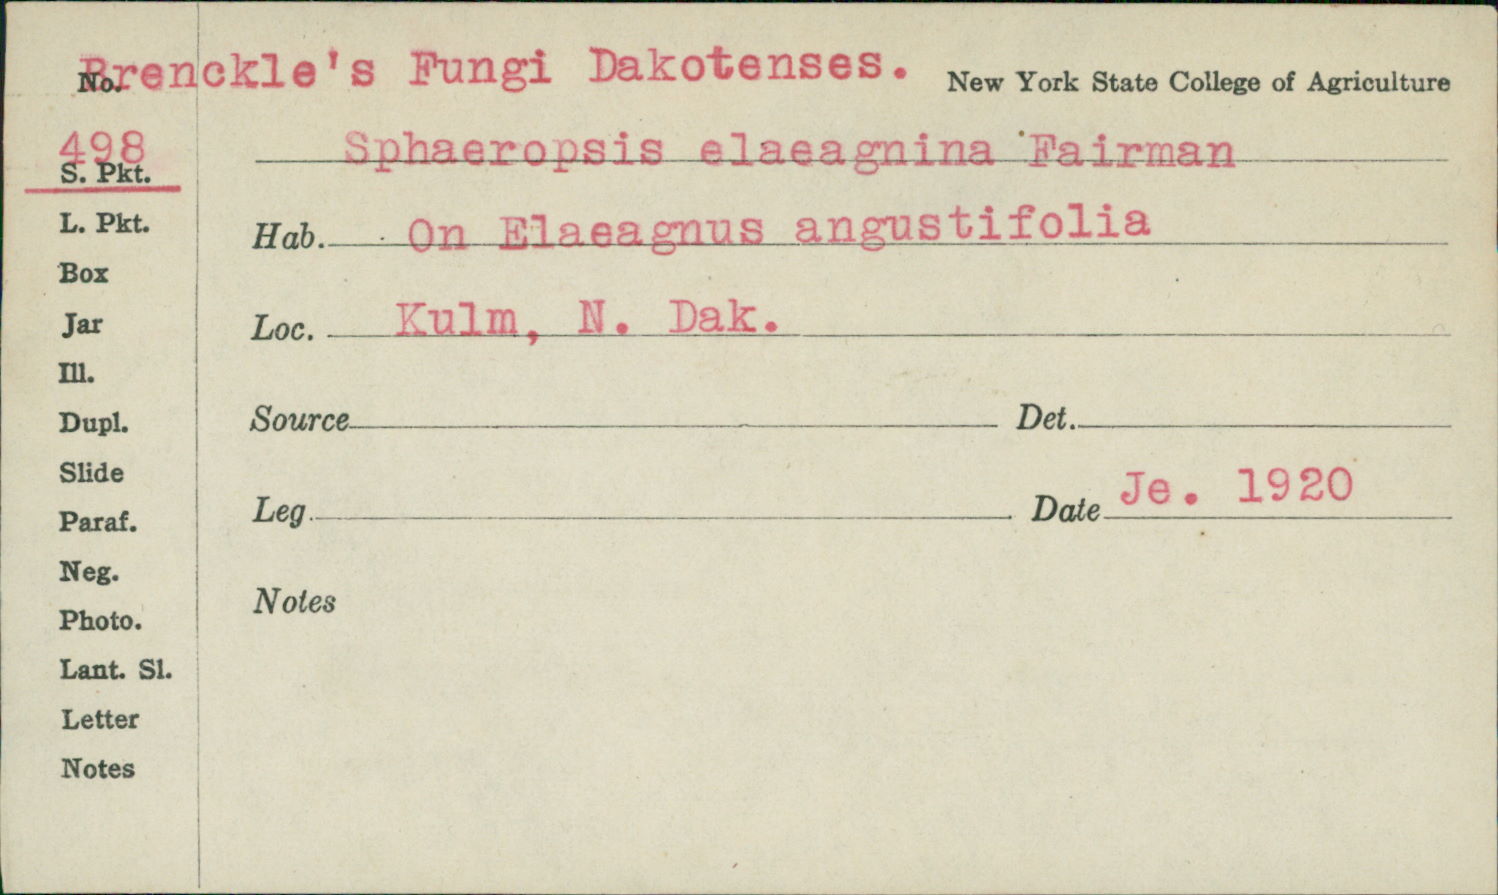 Brenckle's Fungi Dakotenses.
No.
New York State College of Agriculture
498
Sphaeropsis elaeagnina Fairman
S. Pkt.
L. Pkt.
Hab. On Elaeagnus angustifolia
Box
Jar
Loc. Kulm, N. Dak.
Ill.
Dupl.
Source
Det.
Slide
Paraf.
Leg.
Date Je. 1920
Neg.
Photo.
Notes
Lant. Sl.
Letter
Notes